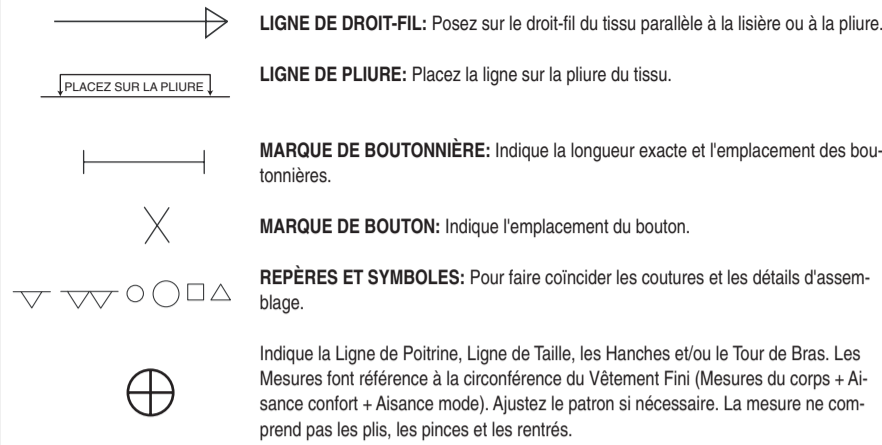 LIGNE DE DROIT-FIL: Posez sur le droit-fil du tissu parallèle à la lisière ou à la pliure.
PLACEZ SUR LA PLIURE
LIGNE DE PLIURE: Placez la ligne sur la pliure du tissu.
MARQUE DE BOUTONNIÈRE: Indique la longueur exacte et l'emplacement des bou-
tonnières.
MARQUE DE BOUTON: Indique l'emplacement du bouton.
REPÈRES ET SYMBOLES: Pour faire coïncider les coutures et les détails d'assem-
blage.
Indique la Ligne de Poitrine, Ligne de Taille, les Hanches et/ou le Tour de Bras. Les
Mesures font référence à la circonférence du Vêtement Fini (Mesures du corps + Ai-
sance confort + Aisance mode). Ajustez le patron si nécessaire. La mesure ne com-
prend pas les plis, les pinces et les rentrés.